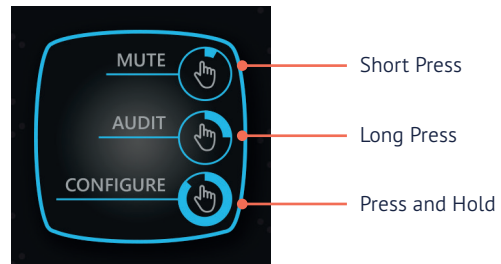 MUTE
Short Press
AUDIT
Long Press
CONFIGURE
Press and Hold